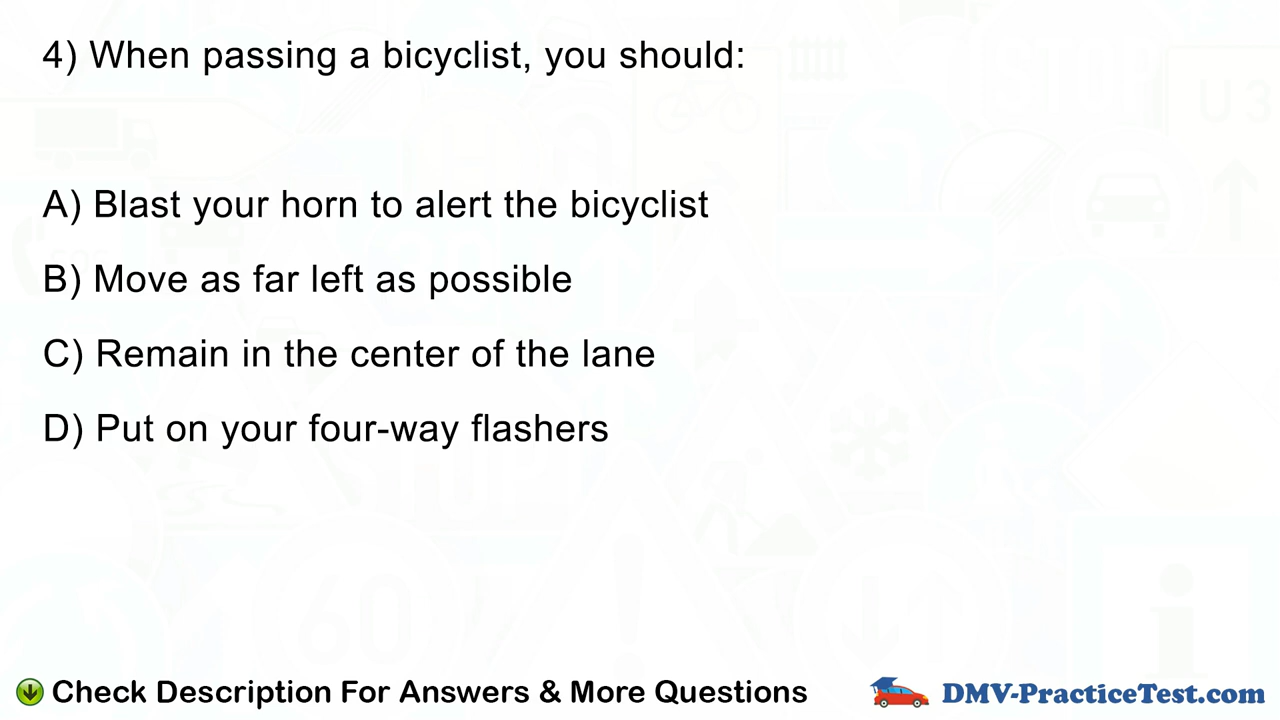 4) When passing a bicyclist, you should:
A) Blast your horn to alert the bicyclist
B) Move as far left as possible
C) Remain in the center of the lane
D) Put on your four-way flashers
Check Description For Answers & More Questions
DMV-PracticeTest.com